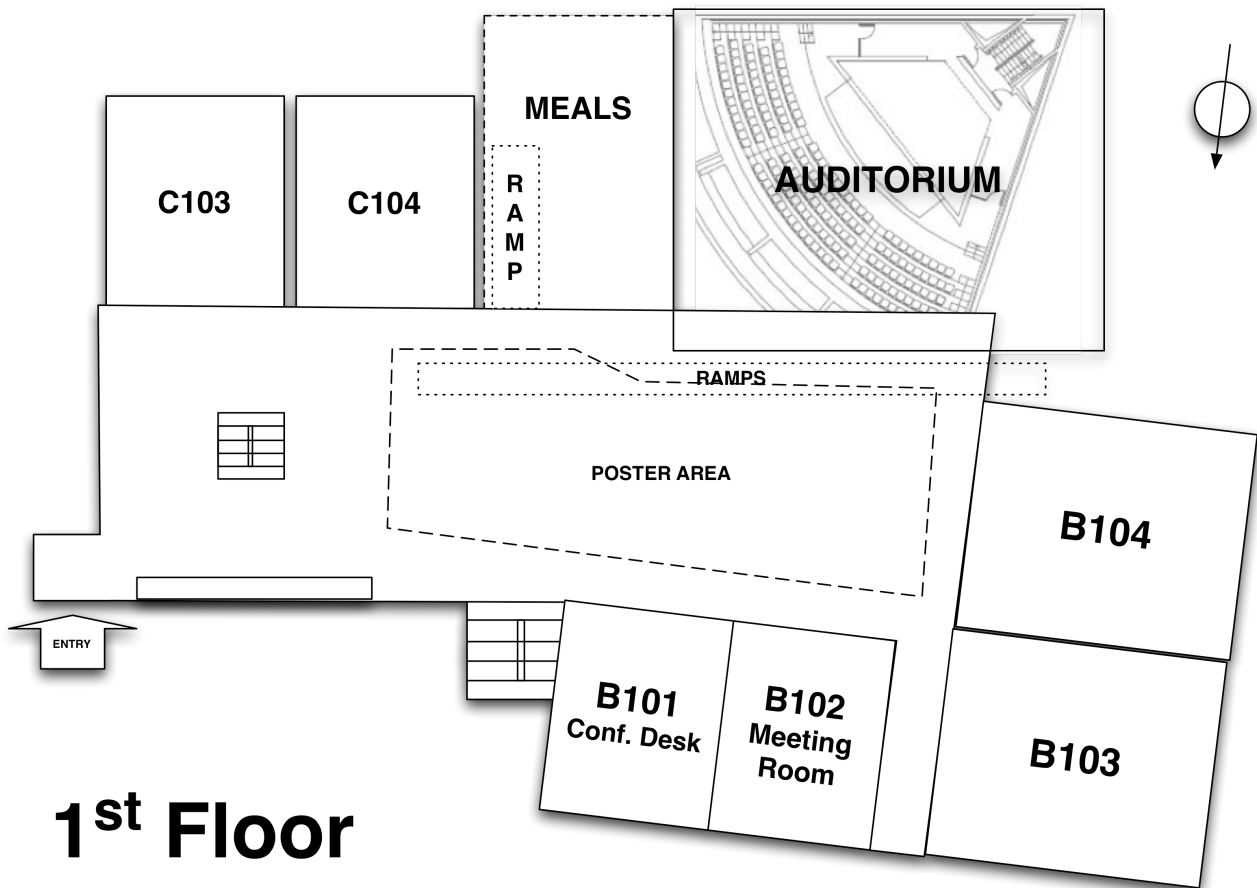 MEALS
C103
C104
R
A
M
P
AUDITORIUM
RAMPS
POSTER AREA
B104
ENTRY
B101
Conf. Desk
B102
Meeting
Room
B103
1st Floor